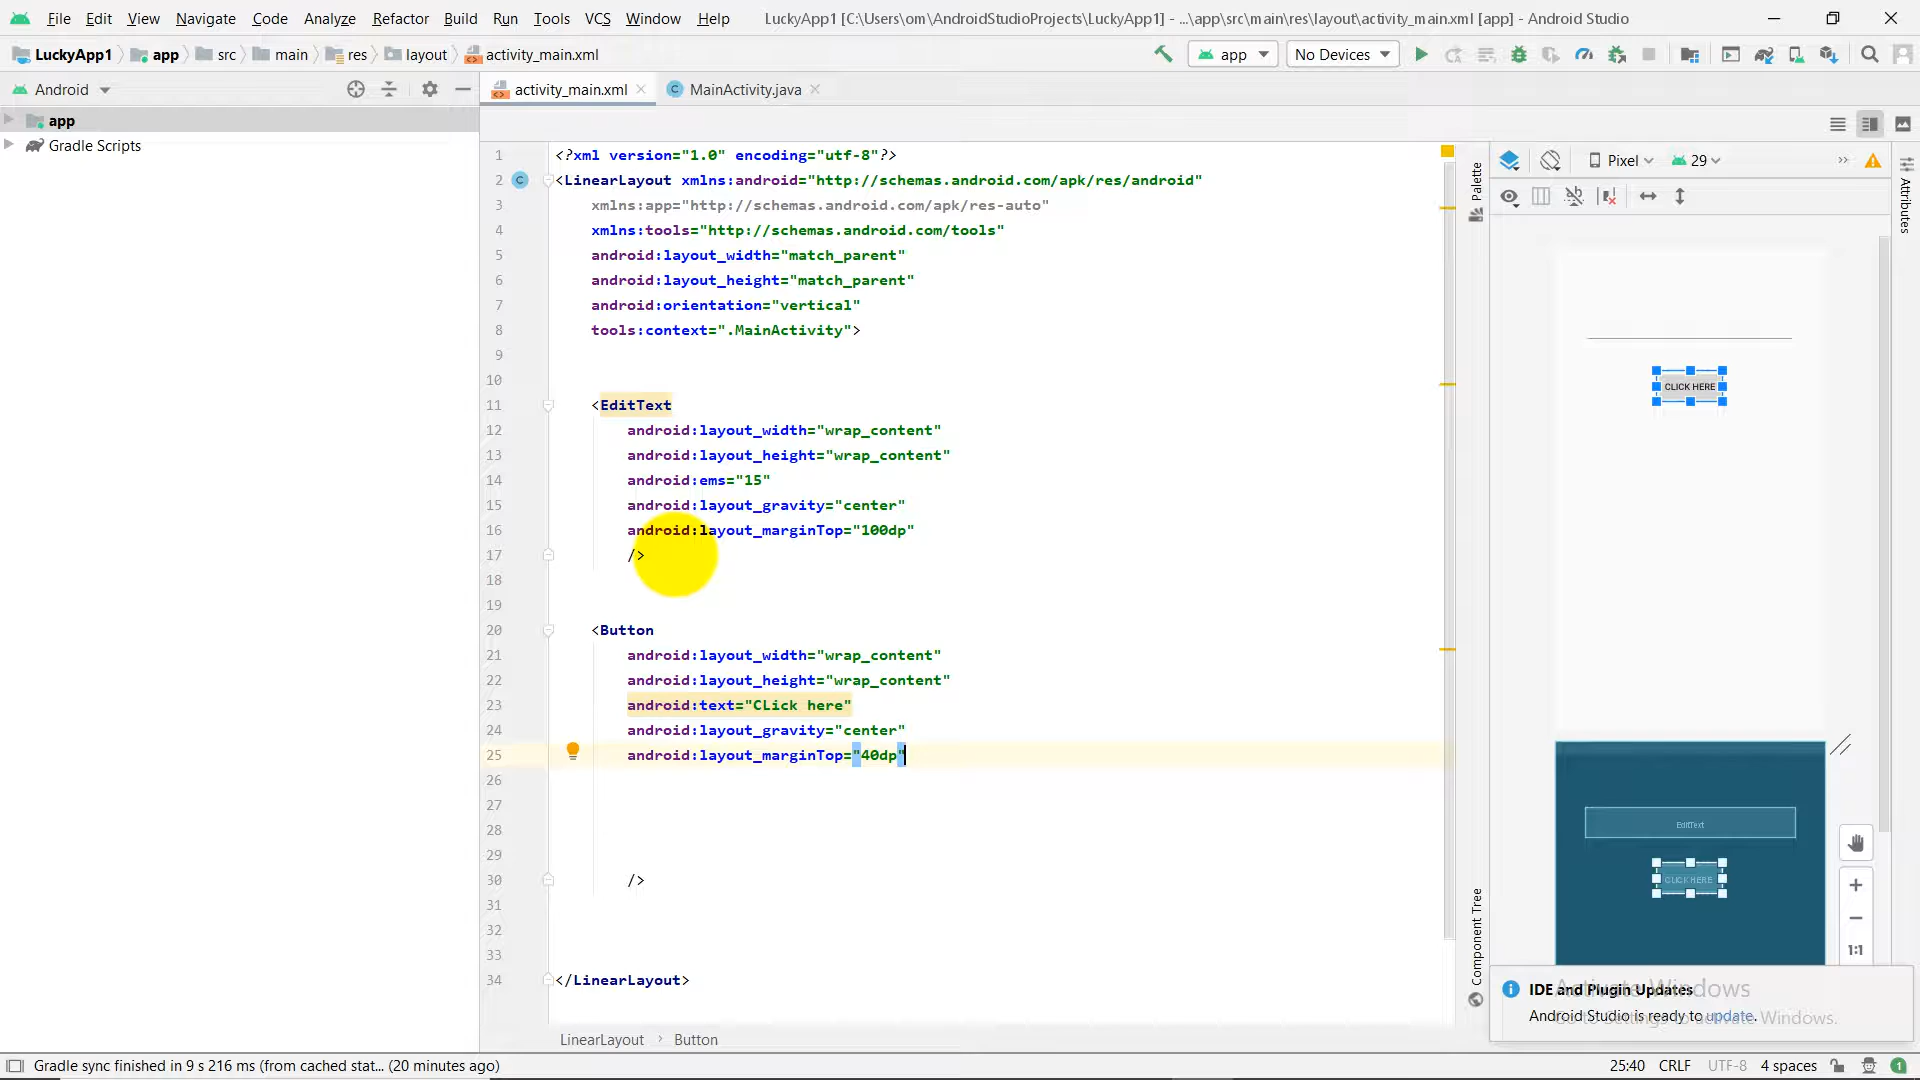 File Edit View Navigate Code Analyze Refactor Build Run Tools VCS Window Help LuckyApp1 [C:\Users\om\AndroidStudioProjects\LuckyApp1] - ...\app\src\main\res\layout\activity_main.xml [app] - Android Studio
LuckyApp1 app src main res layout activity_main.xml app No Devices
Android activity_main.xml MainActivity.java
app
Gradle Scripts
1 <?xml version="1.0" encoding="utf-8"?>
2 <LinearLayout xmlns:android="http://schemas.android.com/apk/res/android"
3 xmlns:app="http://schemas.android.com/apk/res-auto"
4 xmlns:tools="http://schemas.android.com/tools"
5 android:layout_width="match_parent"
6 android:layout_height="match_parent"
7 android:orientation="vertical"
8 tools:context=".MainActivity">
9
10
11 <EditText
12 android:layout_width="wrap_content"
13 android:layout_height="wrap_content"
14 android:ems="15"
15 android:layout_gravity="center"
16 android:layout_marginTop="100dp"
17 />
18
19
20 <Button
21 android:layout_width="wrap_content"
22 android:layout_height="wrap_content"
23 android:text="CLick here"
24 android:layout_gravity="center"
25 android:layout_marginTop="40dp"
26
27
28
29
30 />
31
32
33
34 </LinearLayout>
LinearLayout > Button
Palette
Component Tree
Pixel 29
Attributes
CLICK HERE
EditText
CLICK HERE
1:1
IDE and Plugin Updates
Android Studio is ready to update.
Activate Windows
Go to Settings to activate Windows.
Gradle sync finished in 9 s 216 ms (from cached stat... (20 minutes ago) 25:40 CRLF UTF-8 4 spaces 1